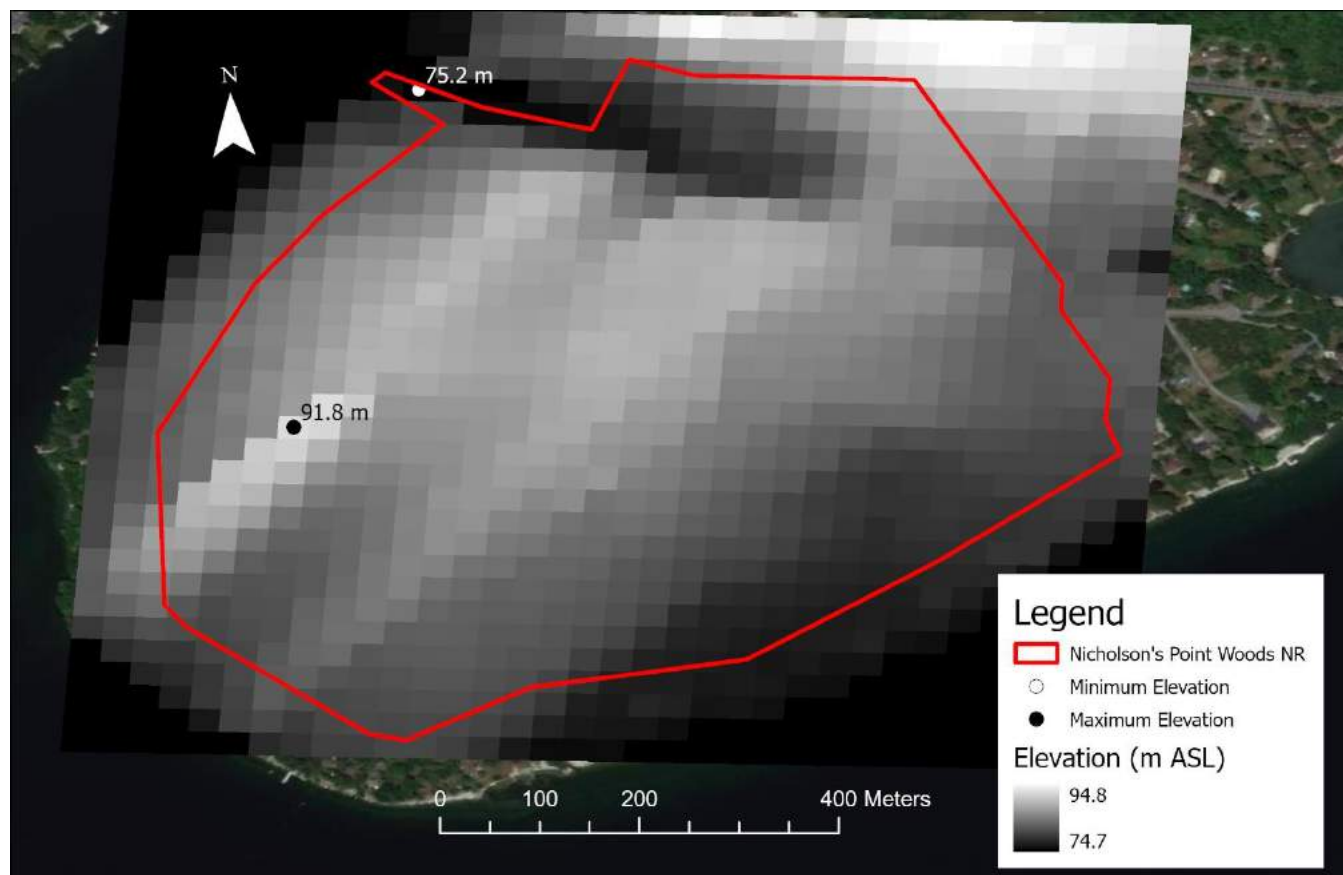 N
75.2 m
91.8 m
Legend
Nicholson's Point Woods NR
Minimum Elevation
Maximum Elevation
Elevation (m ASL)
94.8
74.7
0 100 200 400 Meters